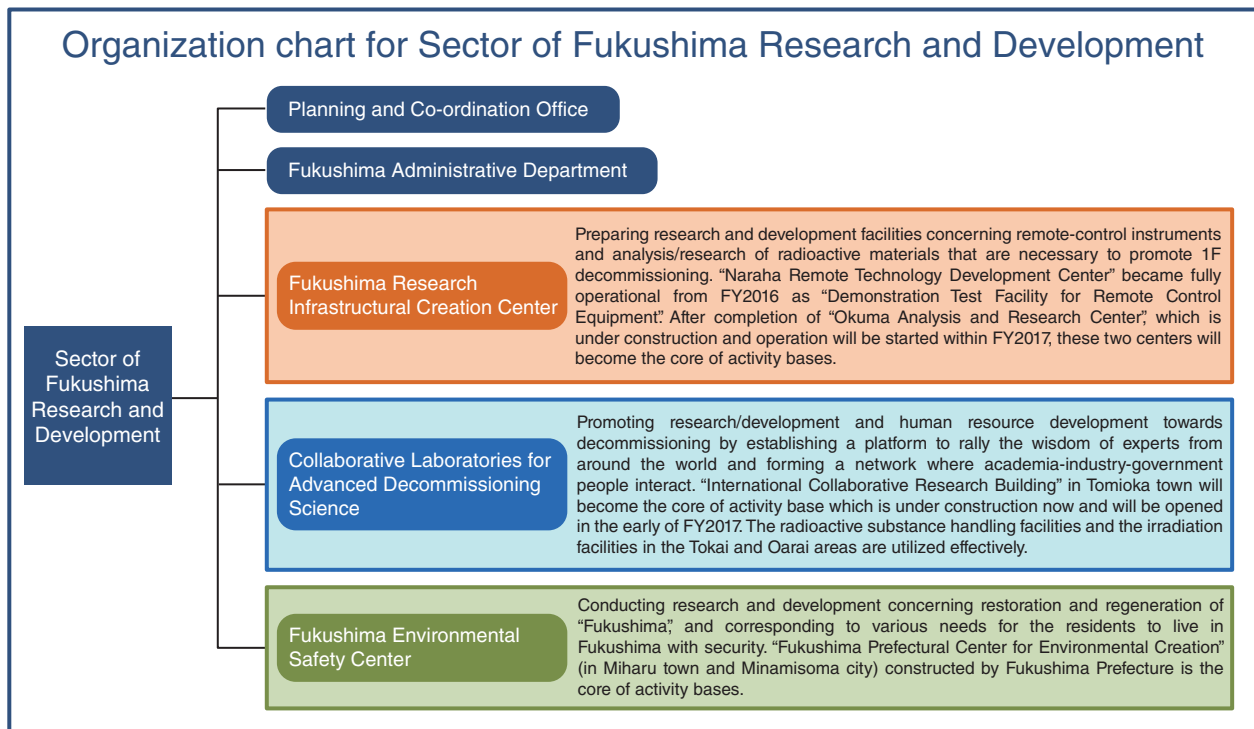 Organization chart for Sector of Fukushima Research and Development
Planning and Co-ordination Office
Fukushima Administrative Department
Sector of
Fukushima
Research and
Development
Fukushima Research
Infrastructural Creation Center
Preparing research and development facilities concerning remote-control instruments
and analysis/research of radioactive materials that are necessary to promote 1F
decommissioning. “Naraha Remote Technology Development Center” became fully
operational from FY2016 as “Demonstration Test Facility for Remote Control
Equipment”. After completion of “Okuma Analysis and Research Center”, which is
under construction and operation will be started within FY2017, these two centers will
become the core of activity bases.
Collaborative Laboratories for
Advanced Decommissioning
Science
Promoting research/development and human resource development towards
decommissioning by establishing a platform to rally the wisdom of experts from
around the world and forming a network where academia-industry-government
people interact. “International Collaborative Research Building” in Tomioka town will
become the core of activity base which is under construction now and will be opened
in the early of FY2017. The radioactive substance handling facilities and the irradiation
facilities in the Tokai and Oarai areas are utilized effectively.
Fukushima Environmental
Safety Center
Conducting research and development concerning restoration and regeneration of
“Fukushima”, and corresponding to various needs for the residents to live in
Fukushima with security. “Fukushima Prefectural Center for Environmental Creation”
(in Miharu town and Minamisoma city) constructed by Fukushima Prefecture is the
core of activity bases.